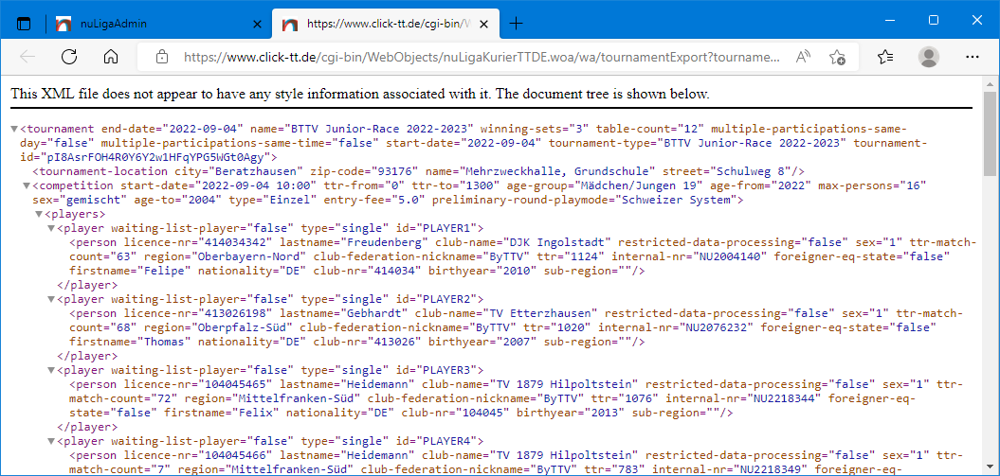 nuLigaAdmin
https://www.click-tt.de/cgi-bin/W
https://www.click-tt.de/cgi-bin/WebObjects/nuLigaKurierTTDE.woa/wa/tournamentExport?tourname...
This XML file does not appear to have any style information associated with it. The document tree is shown below.
<tournament end-date="2022-09-04" name="BTTV Junior-Race 2022-2023" winning-sets="3" table-count="12" multiple-participations-same-
day="false" multiple-participations-same-time="false" start-date="2022-09-04" tournament-type="BTTV Junior-Race 2022-2023" tournament-
id="pI8AsrFOH4R0Y6Y2w1HFqYPG5WGt0Agy">
<tournament-location city="Beratzhausen" zip-code="93176" name="Mehrzweckhalle, Grundschule" street="Schulweg 8"/>
<competition start-date="2022-09-04 10:00" ttr-from="0" ttr-to="1300" age-group="Mädchen/Jungen 19" age-from="2022" max-persons="16"
sex="gemischt" age-to="2004" type="Einzel" entry-fee="5.0" preliminary-round-playmode="Schweizer System">
<players>
<player waiting-list-player="false" type="single" id="PLAYER1">
<person licence-nr="414034342" lastname="Freudenberg" club-name="DJK Ingolstadt" restricted-data-processing="false" sex="1" ttr-match-
count="63" region="Oberbayern-Nord" club-federation-nickname="ByTTV" ttr="1124" internal-nr="NU2004140" foreigner-eq-state="false"
firstname="Felipe" nationality="DE" club-nr="414034" birthyear="2010" sub-region=""/>
</player>
<player waiting-list-player="false" type="single" id="PLAYER2">
<person licence-nr="413026198" lastname="Gebhardt" club-name="TV Etterzhausen" restricted-data-processing="false" sex="1" ttr-match-
count="68" region="Oberpfalz-Süd" club-federation-nickname="ByTTV" ttr="1020" internal-nr="NU2076232" foreigner-eq-state="false"
firstname="Thomas" nationality="DE" club-nr="413026" birthyear="2007" sub-region=""/>
</player>
<player waiting-list-player="false" type="single" id="PLAYER3">
<person licence-nr="104045465" lastname="Heidemann" club-name="TV 1879 Hilpoltstein" restricted-data-processing="false" sex="1" ttr-
match-count="72" region="Mittelfranken-Süd" club-federation-nickname="ByTTV" ttr="1076" internal-nr="NU2218344" foreigner-eq-
state="false" firstname="Felix" nationality="DE" club-nr="104045" birthyear="2013" sub-region=""/>
</player>
<player waiting-list-player="false" type="single" id="PLAYER4">
<person licence-nr="104045466" lastname="Heidemann" club-name="TV 1879 Hilpoltstein" restricted-data-processing="false" sex="1" ttr-
match-count="7" region="Mittelfranken-Süd" club-federation-nickname="ByTTV" ttr="783" internal-nr="NU2218349" foreigner-eq-